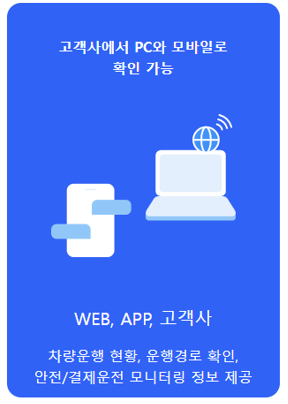 고객사에서 PC와 모바일로
확인 가능
WEB, APP, 고객사
차량운행 현황, 운행경로 확인,
안전/결제운전 모니터링 정보 제공